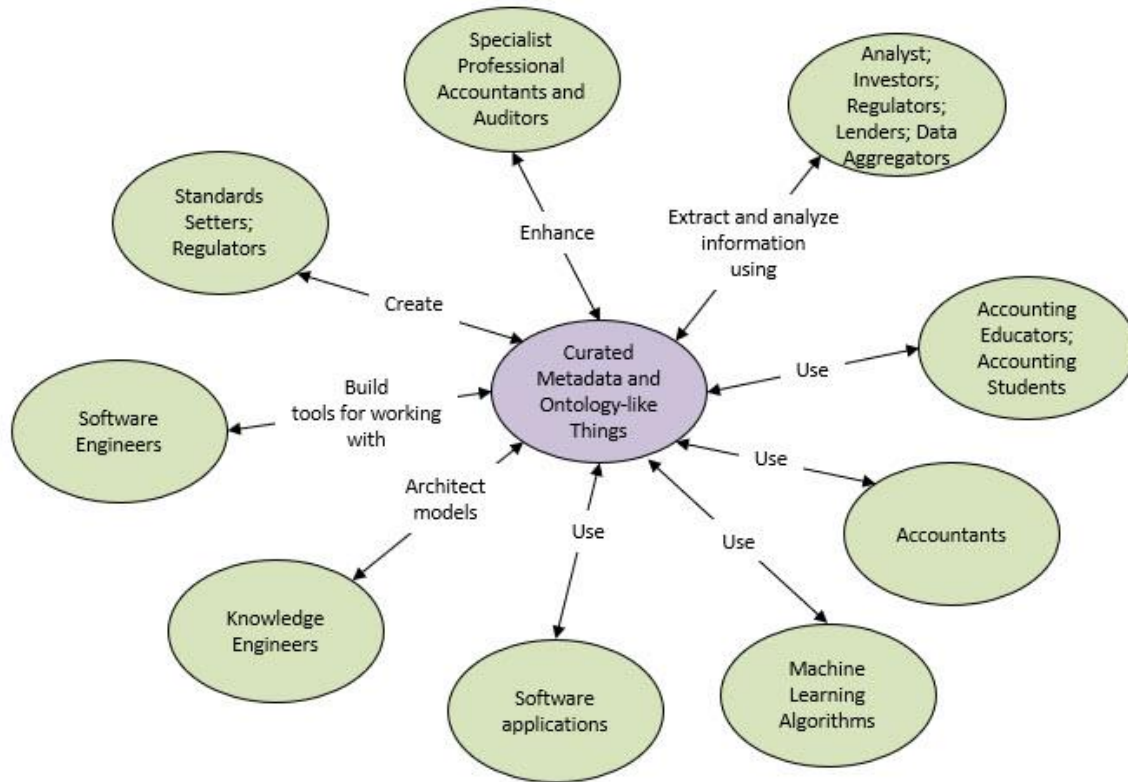 Specialist
Professional
Accountants and
Auditors
Analyst;
Investors;
Regulators;
Lenders; Data
Aggregators
Standards
Setters;
Regulators
Enhance
Extract and analyze
information
using
Create
Accounting
Educators;
Accounting
Students
Curated
Metadata and
Ontology-like
Things
Use
Build
tools for working
with
Software
Engineers
Use
Architect
models
Accountants
Use
Use
Knowledge
Engineers
Software
applications
Machine
Learning
Algorithms